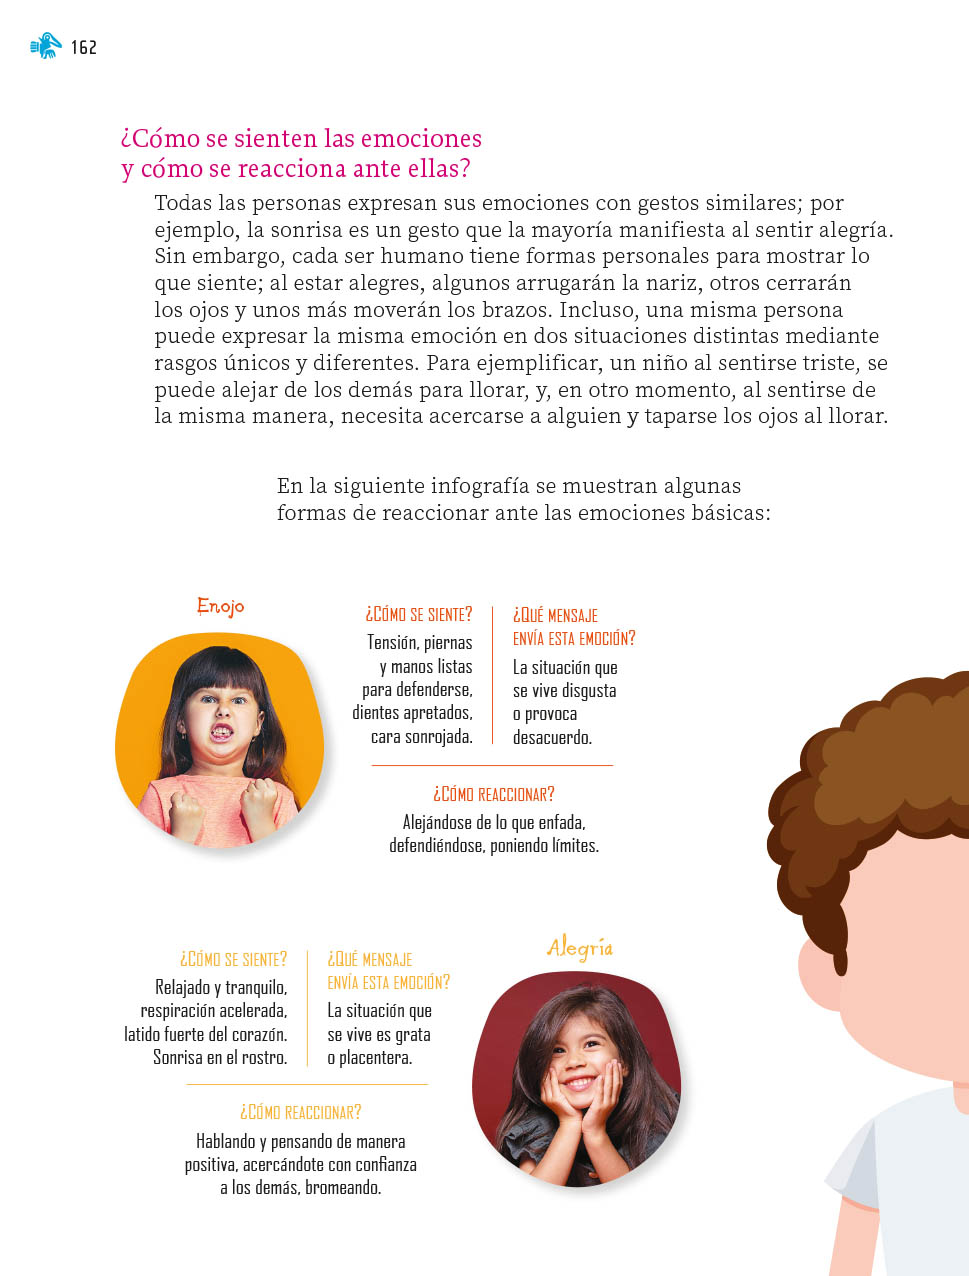 162
¿Cómo se sienten las emociones
y cómo se reacciona ante ellas?
Todas las personas expresan sus emociones con gestos similares; por
ejemplo, la sonrisa es un gesto que la mayoría manifiesta al sentir alegría.
Sin embargo, cada ser humano tiene formas personales para mostrar lo
que siente; al estar alegres, algunos arrugarán la nariz, otros cerrarán
los ojos y unos más moverán los brazos. Incluso, una misma persona
puede expresar la misma emoción en dos situaciones distintas mediante
rasgos únicos y diferentes. Para ejemplificar, un niño al sentirse triste, se
puede alejar de los demás para llorar, y, en otro momento, al sentirse de
la misma manera, necesita acercarse a alguien y taparse los ojos al llorar.
En la siguiente infografía se muestran algunas
formas de reaccionar ante las emociones básicas:
Enojo
¿CÓMO SE SIENTE?
Tensión, piernas
y manos listas
para defenderse,
dientes apretados,
cara sonrojada.
¿QUÉ MENSAJE
ENVÍA ESTA EMOCIÓN?
La situación que
se vive disgusta
o provoca
desacuerdo.
¿CÓMO REACCIONAR?
Alejándose de lo que enfada,
defendiéndose, poniendo límites.
Alegría
¿CÓMO SE SIENTE?
Relajado y tranquilo,
respiración acelerada,
latido fuerte del corazón.
Sonrisa en el rostro.
¿QUÉ MENSAJE
ENVÍA ESTA EMOCIÓN?
La situación que
se vive es grata
o placentera.
¿CÓMO REACCIONAR?
Hablando y pensando de manera
positiva, acercándote con confianza
a los demás, bromeando.